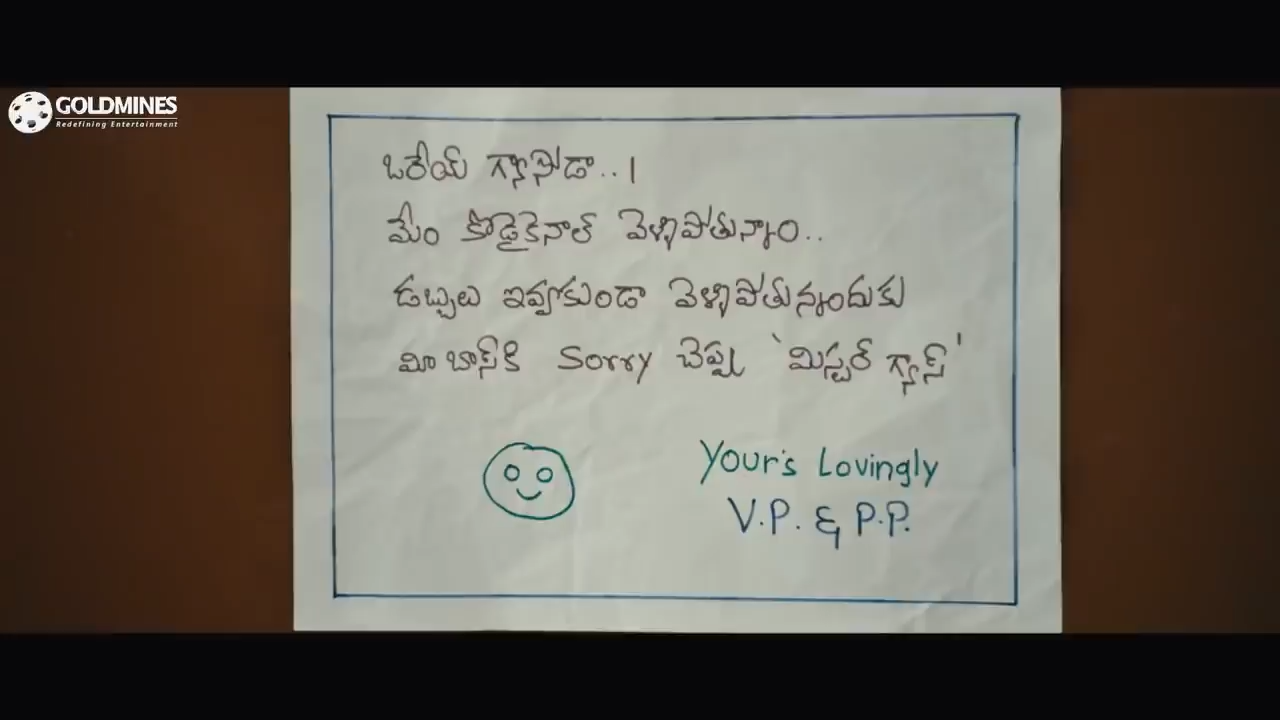 GOLDMINES
Redefining Entertainment
ఒరేయ్ గ్యాస్‌గా..!
మేం కొడైకెనాల్ వెళ్ళిపోతున్నాం..
డబ్బులు ఇవ్వకుండా వెళ్ళిపోతున్నందుకు
మీ బాస్‌కి Sorry చెప్పు 'మిస్టర్ గ్యాస్'
Your's Lovingly
V.P. & P.P.